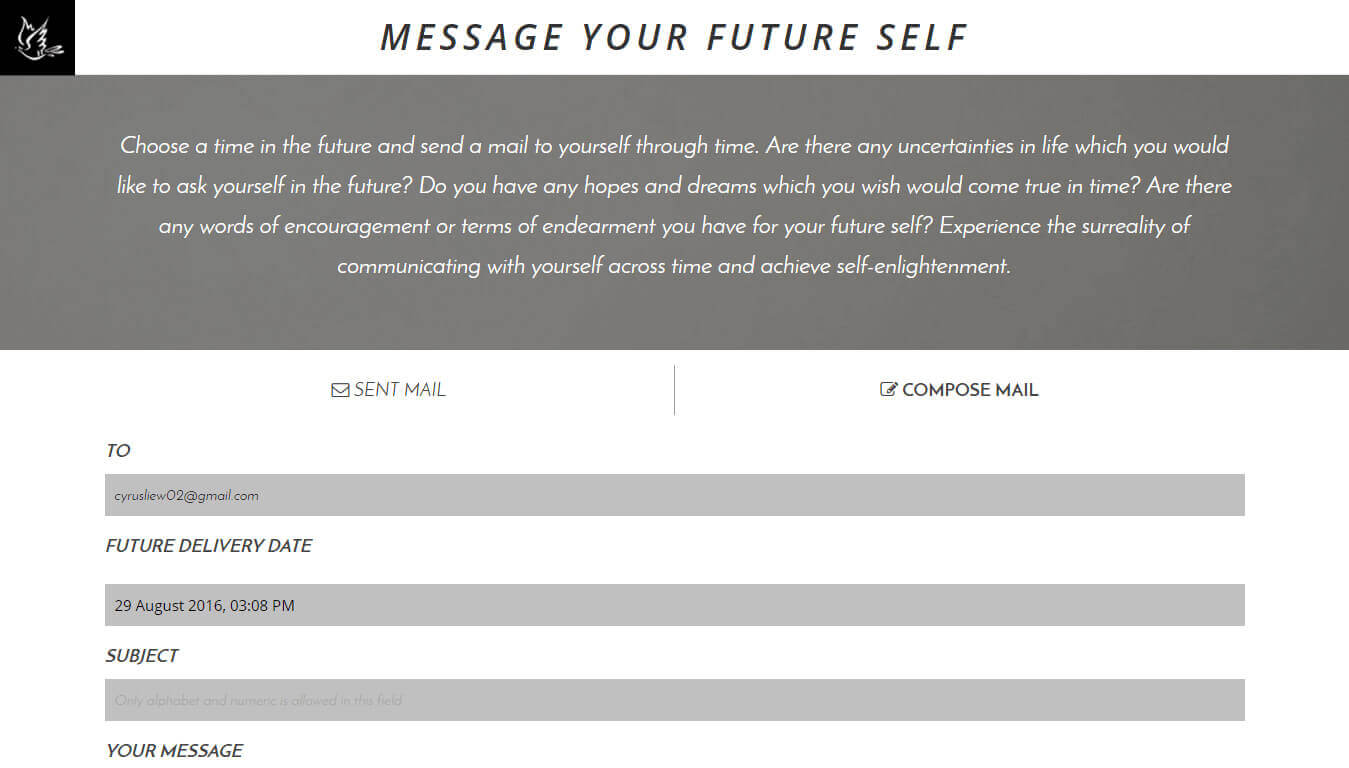 MESSAGE YOUR FUTURE SELF
Choose a time in the future and send a mail to yourself through time. Are there any uncertainties in life which you would
like to ask yourself in the future? Do you have any hopes and dreams which you wish would come true in time? Are there
any words of encouragement or terms of endearment you have for your future self? Experience the surreality of
communicating with yourself across time and achieve self-enlightenment.
SENT MAIL
COMPOSE MAIL
TO
cyrusliew02@gmail.com
FUTURE DELIVERY DATE
29 August 2016, 03:08 PM
SUBJECT
Only alphabet and numeric is allowed in this field
YOUR MESSAGE